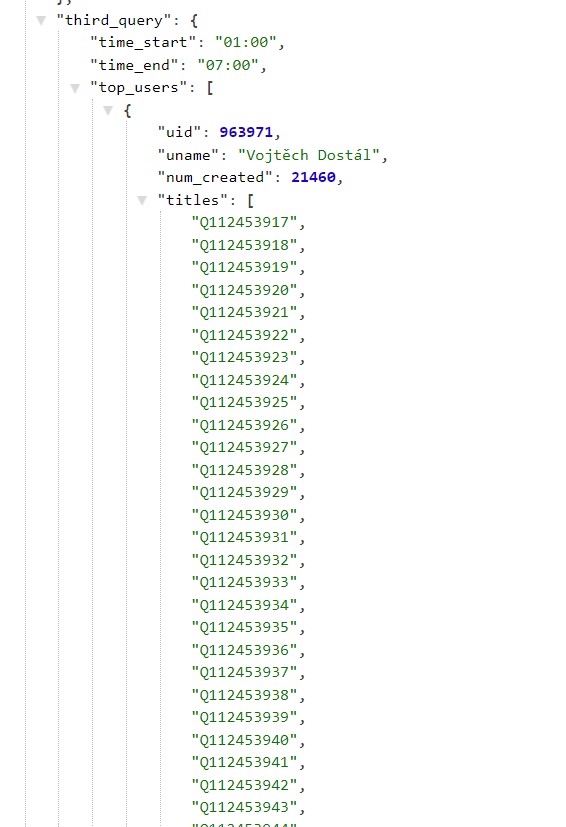 },
"third_query": {
"time_start": "01:00",
"time_end": "07:00",
"top_users": [
{
"uid": 963971,
"uname": "Vojtěch Dostál",
"num_created": 21460,
"titles": [
"Q112453917",
"Q112453918",
"Q112453919",
"Q112453920",
"Q112453921",
"Q112453922",
"Q112453923",
"Q112453924",
"Q112453925",
"Q112453926",
"Q112453927",
"Q112453928",
"Q112453929",
"Q112453930",
"Q112453931",
"Q112453932",
"Q112453933",
"Q112453934",
"Q112453935",
"Q112453936",
"Q112453937",
"Q112453938",
"Q112453939",
"Q112453940",
"Q112453941",
"Q112453942",
"Q112453943",